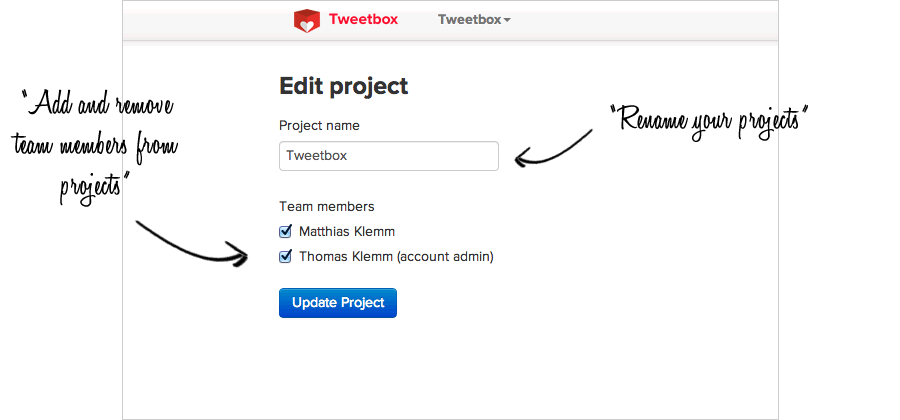 Tweetbox
Tweetbox
Edit project
"Add and remove
team members from
projects"
Project name
"Rename your projects"
Tweetbox
Team members
Matthias Klemm
Thomas Klemm (account admin)
Update Project